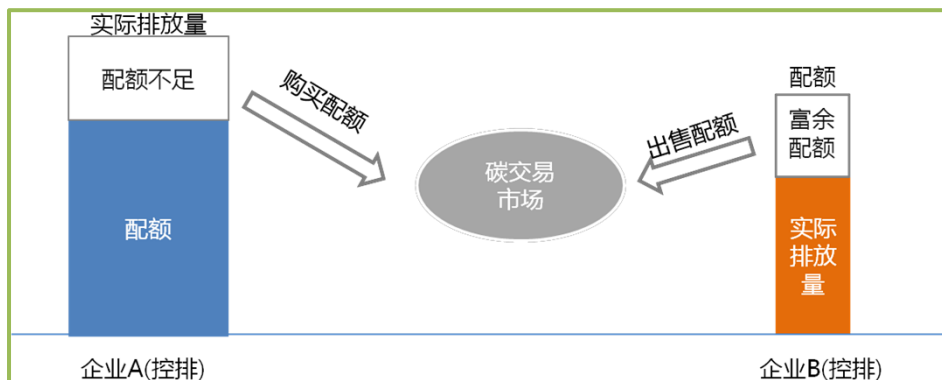 实际排放量
配额不足
购买配额
配额
碳交易
市场
出售配额
配额
富余
配额
实际
排放
量
企业A(控排)
企业B(控排)